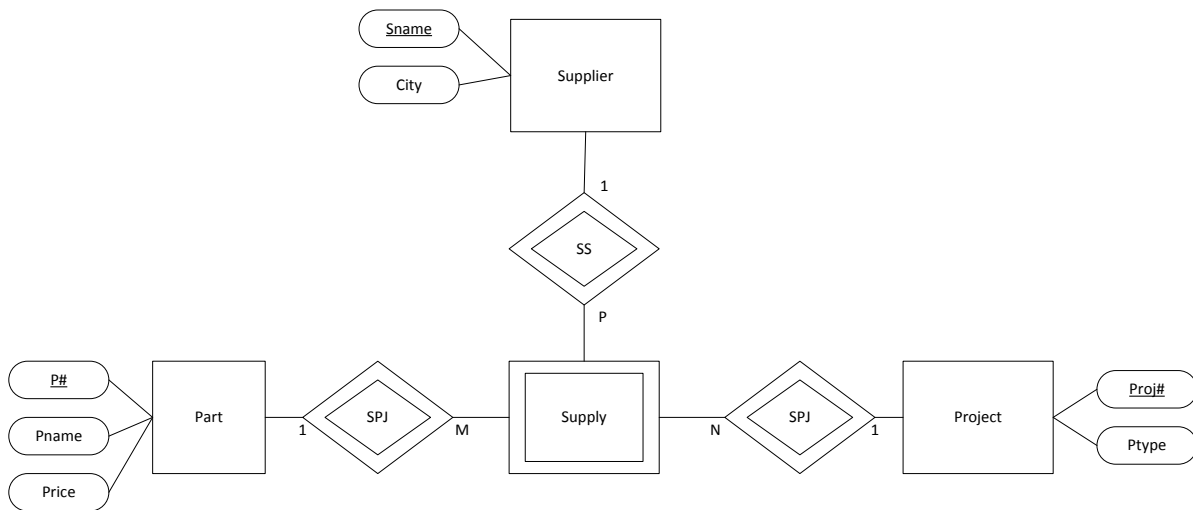 Sname
Supplier
City
1
SS
P
P#
Part
Pname
Price
1
SPJ
M
Supply
N
SPJ
1
Project
Proj#
Ptype